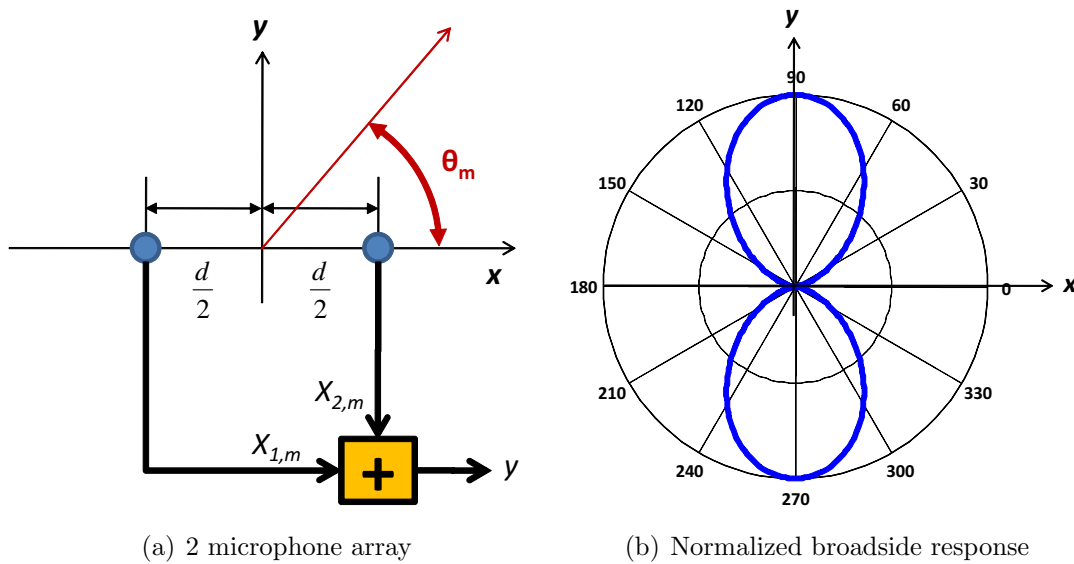 y
θm
x
d/2
d/2
X2,m
X1,m
+
y
(a) 2 microphone array
y
90
120
60
150
30
180
0
x
210
330
240
300
270
(b) Normalized broadside response